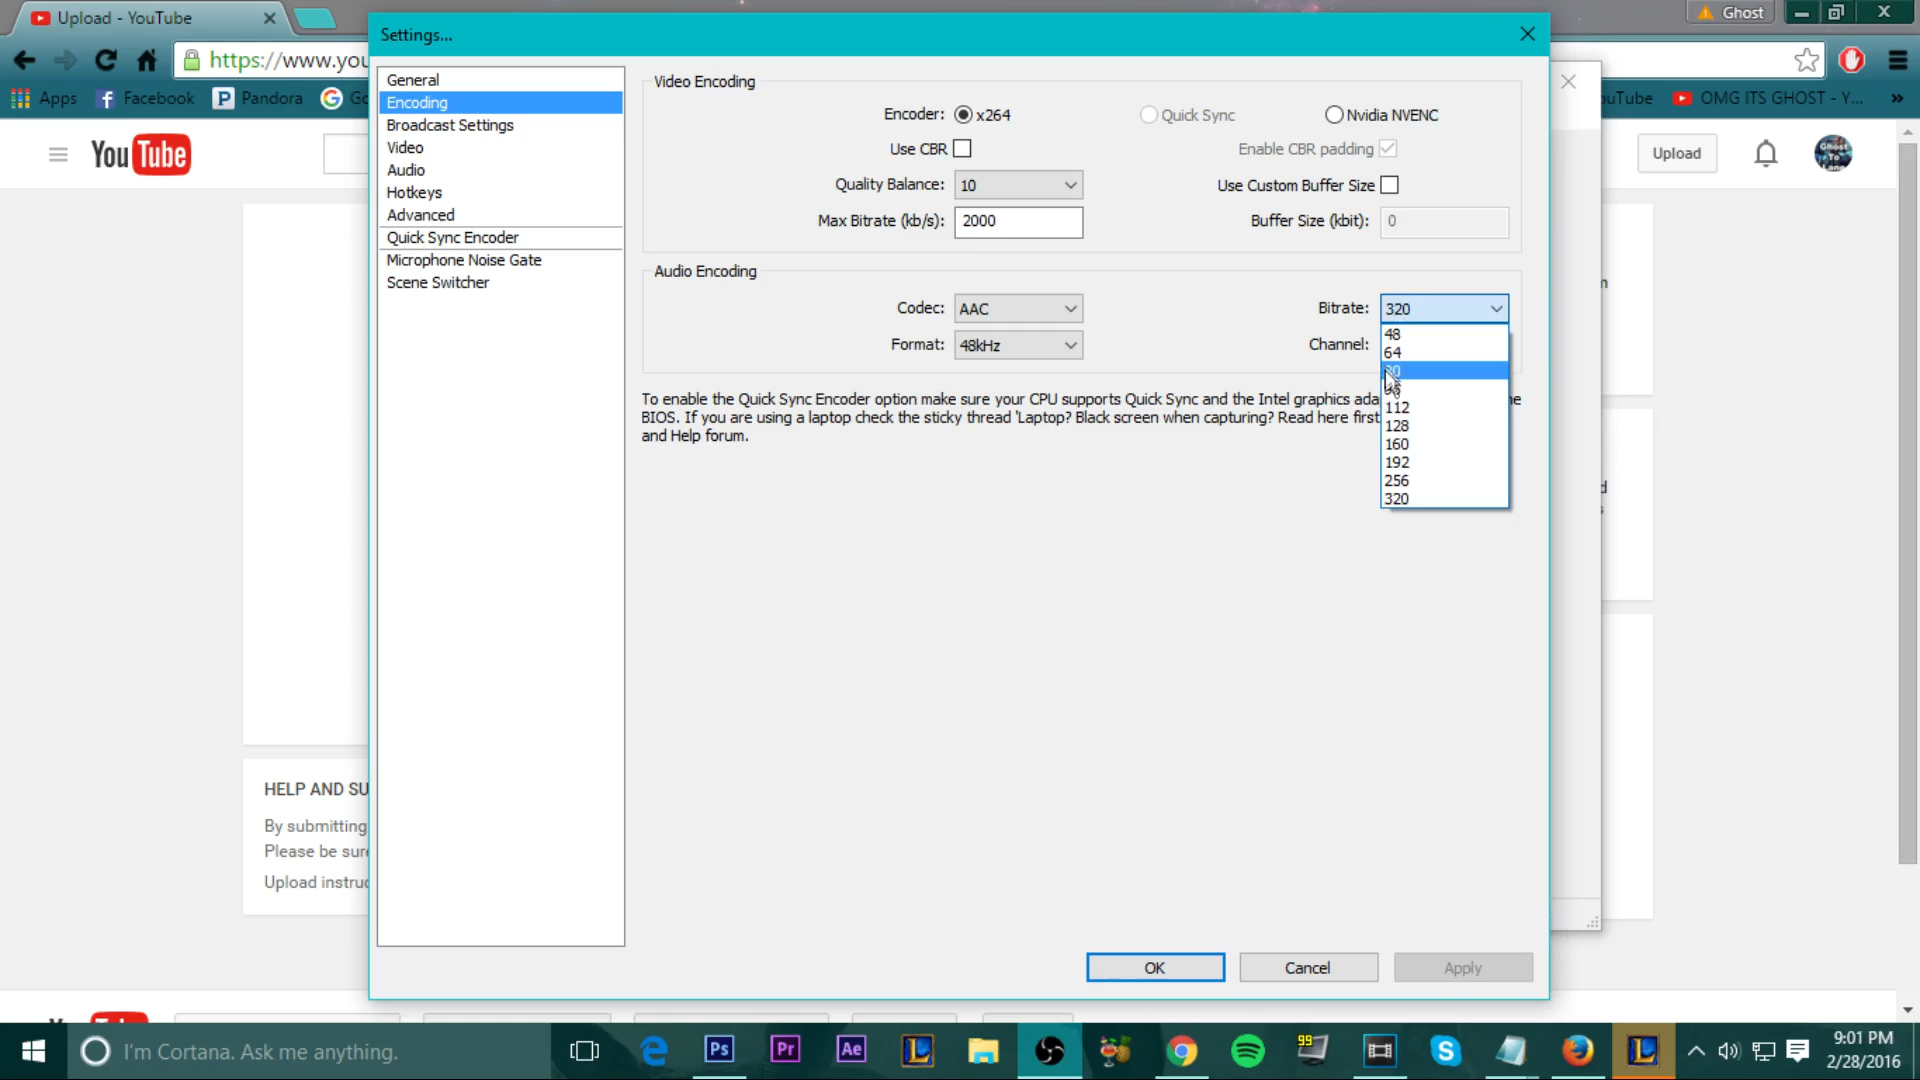 Upload - YouTube
Settings...
Ghost
https://www.you
Apps
Facebook
Pandora
OMG ITS GHOST - Y...
»
YouTube
Upload
General
Encoding
Broadcast Settings
Video
Audio
Hotkeys
Advanced
Quick Sync Encoder
Microphone Noise Gate
Scene Switcher
Video Encoding
Encoder: x264 Quick Sync Nvidia NVENC
Use CBR Enable CBR padding
Quality Balance: 10 Use Custom Buffer Size
Max Bitrate (kb/s): 2000 Buffer Size (kbit): 0
Audio Encoding
Codec: AAC Bitrate: 320
Format: 48kHz Channel:
48
64
112
128
160
192
256
320
To enable the Quick Sync Encoder option make sure your CPU supports Quick Sync and the Intel graphics ada
BIOS. If you are using a laptop check the sticky thread 'Laptop? Black screen when capturing? Read here first
and Help forum.
HELP AND SU
By submitting
Please be sure
Upload instruc
OK
Cancel
Apply
I'm Cortana. Ask me anything.
Ps
Pr
Ae
99
9:01 PM
2/28/2016